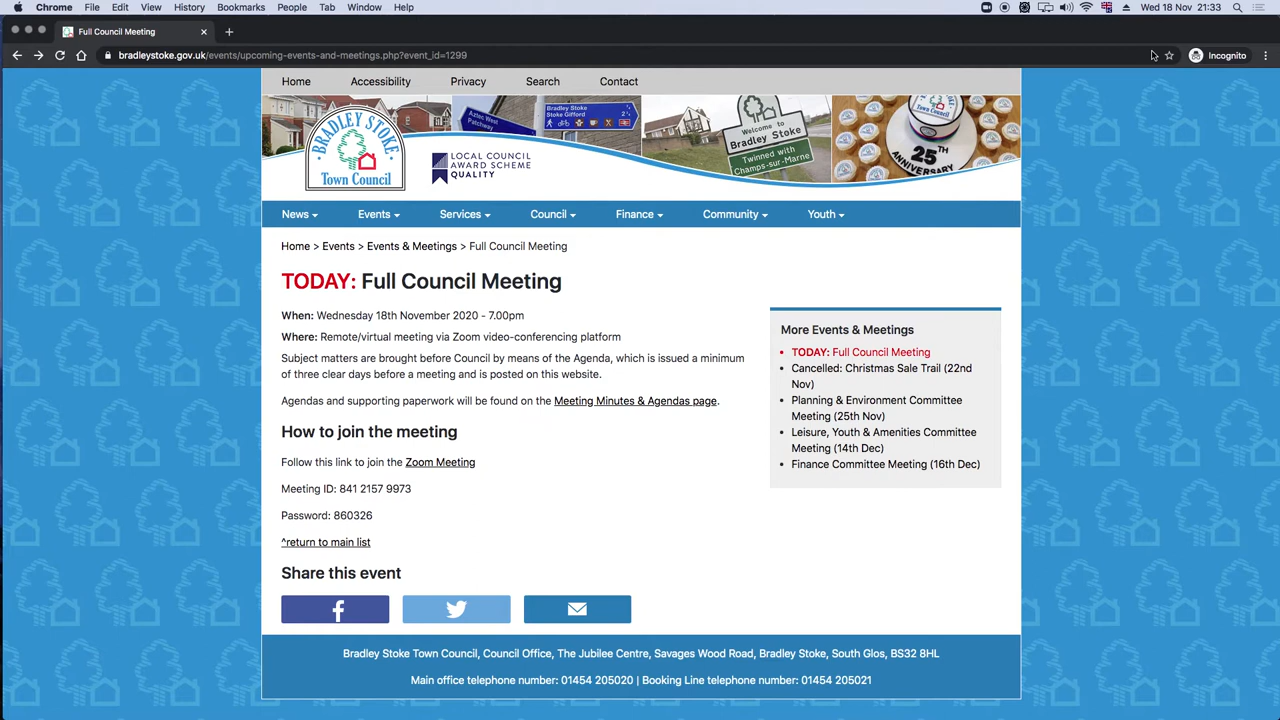 Chrome File Edit View History Bookmarks People Tab Window Help Wed 18 Nov 21:33
Full Council Meeting
bradleystoke.gov.uk/events/upcoming-events-and-meetings.php?event_id=1299 Incognito
Home Accessibility Privacy Search Contact
BRADLEY STOKE
Town Council
LOCAL COUNCIL
AWARD SCHEME
QUALITY
Aztec West
Patchway
Bradley Stoke
Stoke Gifford
Welcome to
Bradley Stoke
Twinned with
Champs-sur-Marne
Town Council
25TH
ANNIVERSARY
News Events Services Council Finance Community Youth
Home > Events > Events & Meetings > Full Council Meeting
TODAY: Full Council Meeting
When: Wednesday 18th November 2020 - 7.00pm
Where: Remote/virtual meeting via Zoom video-conferencing platform
Subject matters are brought before Council by means of the Agenda, which is issued a minimum
of three clear days before a meeting and is posted on this website.
Agendas and supporting paperwork will be found on the Meeting Minutes & Agendas page.
How to join the meeting
Follow this link to join the Zoom Meeting
Meeting ID: 841 2157 9973
Password: 860326
^return to main list
Share this event
More Events & Meetings
TODAY: Full Council Meeting
Cancelled: Christmas Sale Trail (22nd
Nov)
Planning & Environment Committee
Meeting (25th Nov)
Leisure, Youth & Amenities Committee
Meeting (14th Dec)
Finance Committee Meeting (16th Dec)
Bradley Stoke Town Council, Council Office, The Jubilee Centre, Savages Wood Road, Bradley Stoke, South Glos, BS32 8HL
Main office telephone number: 01454 205020 | Booking Line telephone number: 01454 205021